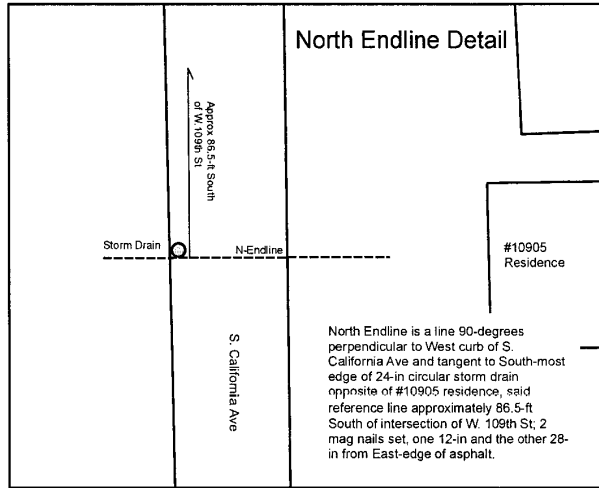 North Endline Detail
Approx 86.5-ft South
of W.109th St
Storm Drain
N-Endline
#10905
Residence
S. California Ave
North Endline is a line 90-degrees
perpendicular to West curb of S.
California Ave and tangent to South-most
edge of 24-in circular storm drain
opposite of #10905 residence, said
reference line approximately 86.5-ft
South of intersection of W. 109th St; 2
mag nails set, one 12-in and the other 28-
in from East-edge of asphalt.